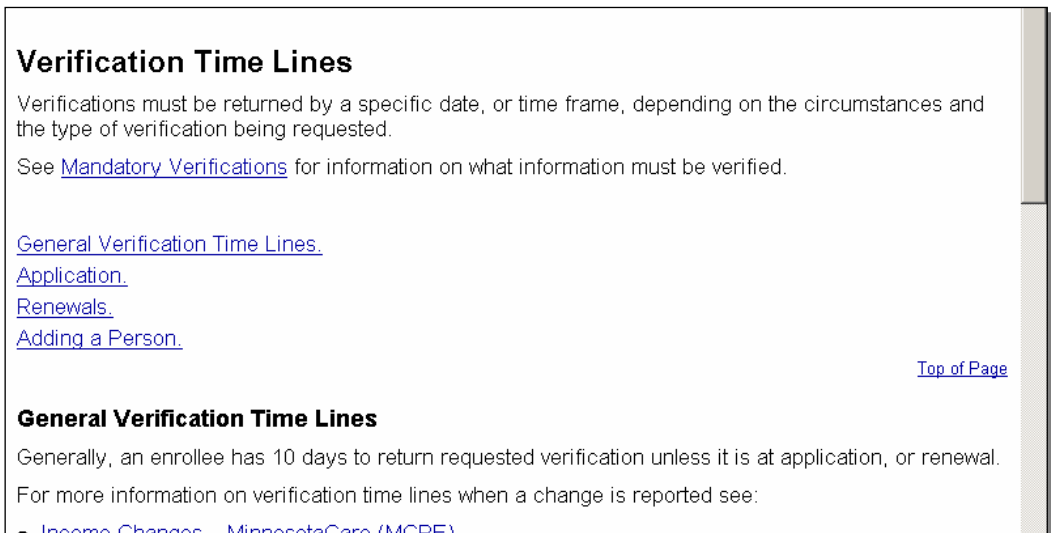 Verification Time Lines
Verifications must be returned by a specific date, or time frame, depending on the circumstances and
the type of verification being requested.
See Mandatory Verifications for information on what information must be verified.
General Verification Time Lines.
Application.
Renewals.
Adding a Person.
Top of Page
General Verification Time Lines
Generally, an enrollee has 10 days to return requested verification unless it is at application, or renewal.
For more information on verification time lines when a change is reported see:
• Income Changes – MinnesotaCare (MCRE)